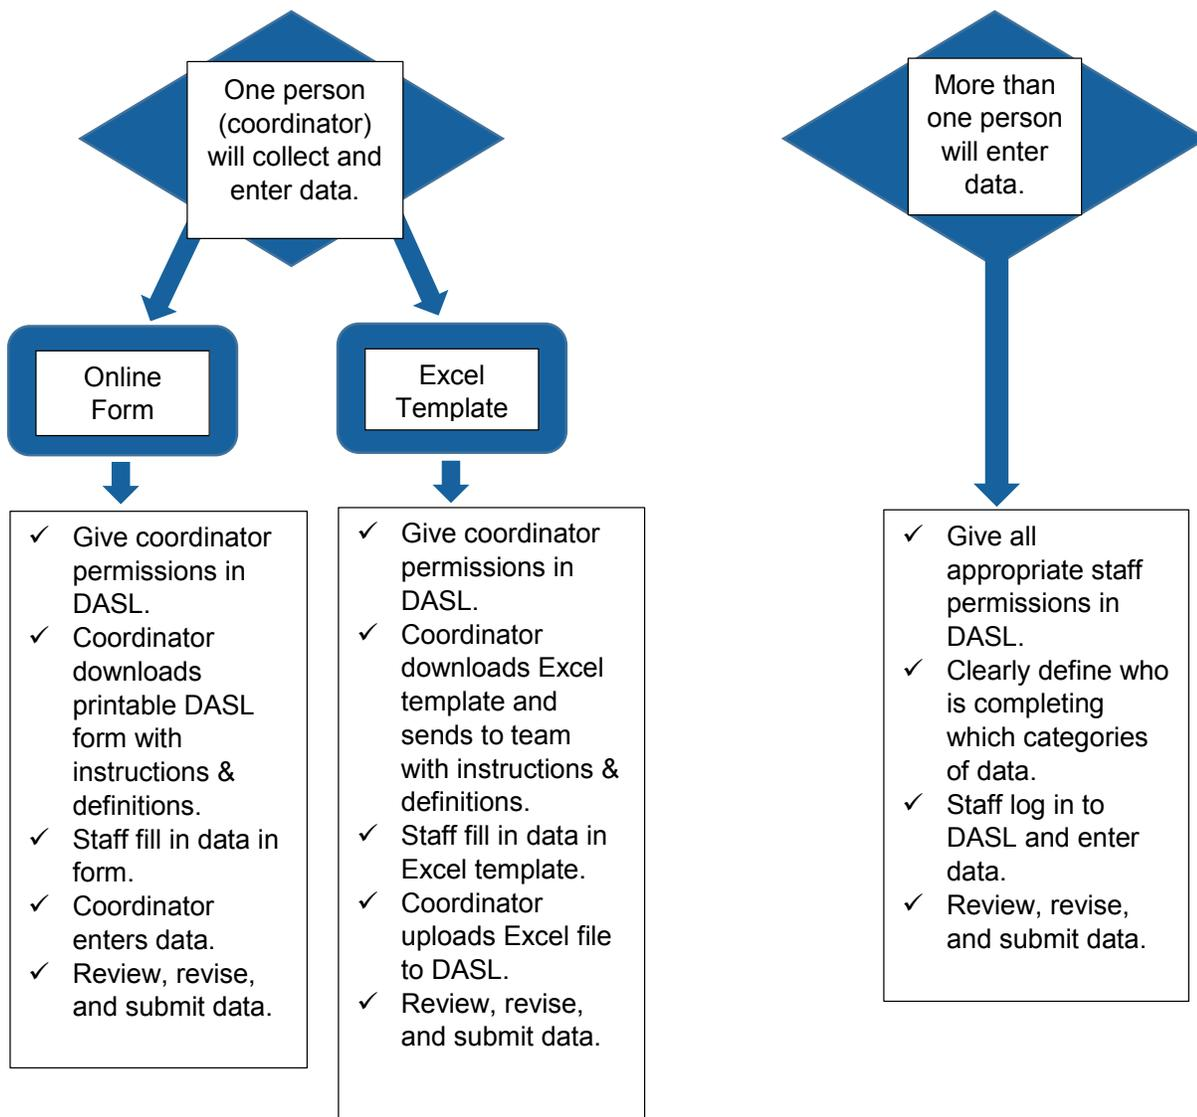 One person
(coordinator)
will collect and
enter data.
More than
one person
will enter
data.
Online
Form
Excel
Template
✓ Give coordinator
permissions in
DASL.
✓ Coordinator
downloads
printable DASL
form with
instructions &
definitions.
✓ Staff fill in data in
form.
✓ Coordinator
enters data.
✓ Review, revise,
and submit data.
✓ Give coordinator
permissions in
DASL.
✓ Coordinator
downloads Excel
template and
sends to team
with instructions &
definitions.
✓ Staff fill in data in
Excel template.
✓ Coordinator
uploads Excel file
to DASL.
✓ Review, revise,
and submit data.
✓ Give all
appropriate staff
permissions in
DASL.
✓ Clearly define who
is completing
which categories
of data.
✓ Staff log in to
DASL and enter
data.
✓ Review, revise,
and submit data.